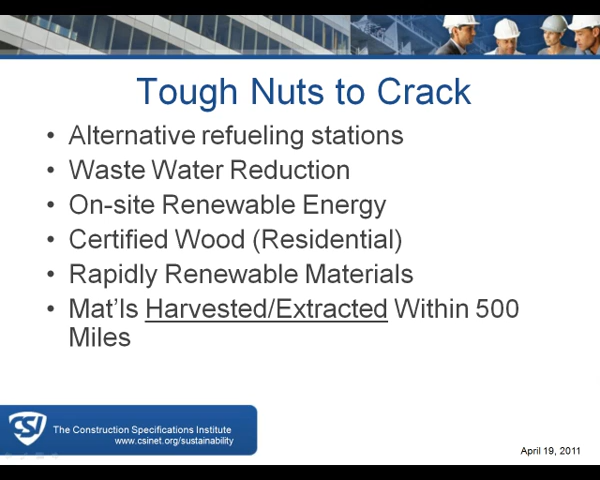 Tough Nuts to Crack
• Alternative refueling stations
• Waste Water Reduction
• On-site Renewable Energy
• Certified Wood (Residential)
• Rapidly Renewable Materials
• Mat'ls Harvested/Extracted Within 500
Miles
CSI
The Construction Specifications Institute
www.csinet.org/sustainability
April 19, 2011